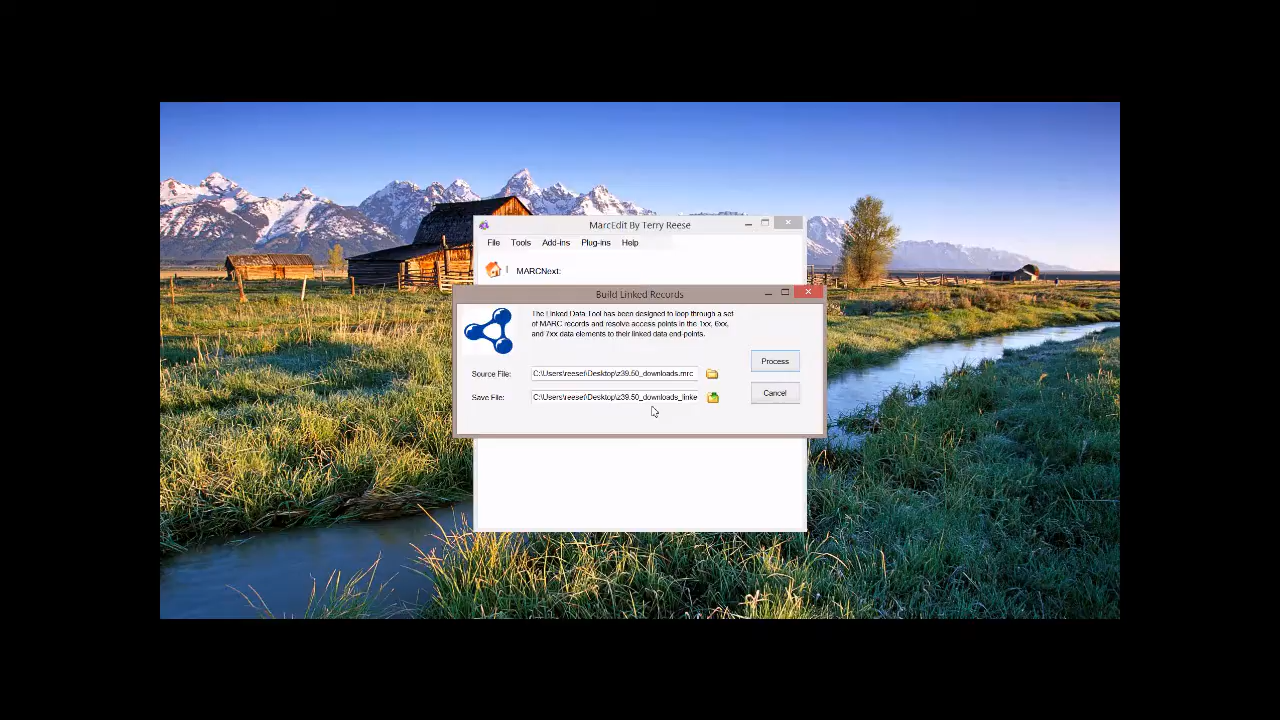 MarcEdit By Terry Reese
File Tools Add-ins Plug-ins Help
MARCNext:
Build Linked Records
The Linked Data Tool has been designed to loop through a set
of MARC records and resolve access points in the 1xx, 6xx,
and 7xx data elements to their linked data end-points.
Process
Source File: C:\Users\reeset\Desktop\z39.50_downloads.mrc
Cancel
Save File: C:\Users\reeset\Desktop\z39.50_downloads_linke